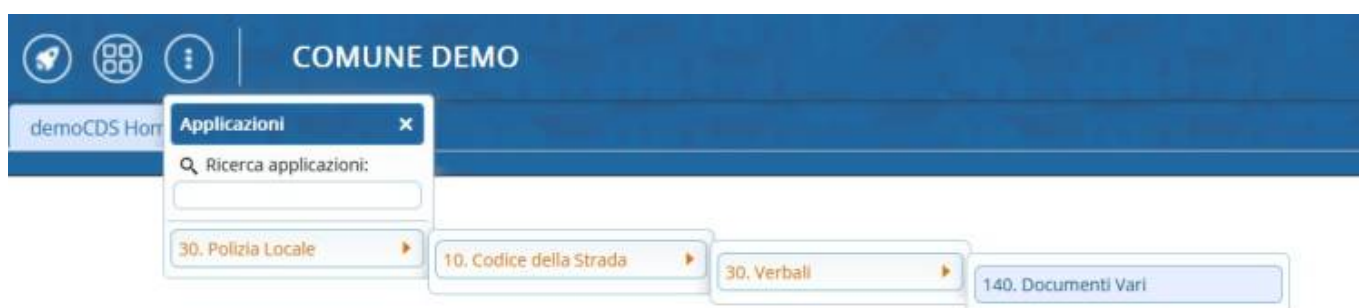 COMUNE DEMO
demoCDS Hom
Applicazioni
Ricerca applicazioni:
30. Polizia Locale
10. Codice della Strada
30. Verbali
140. Documenti Vari